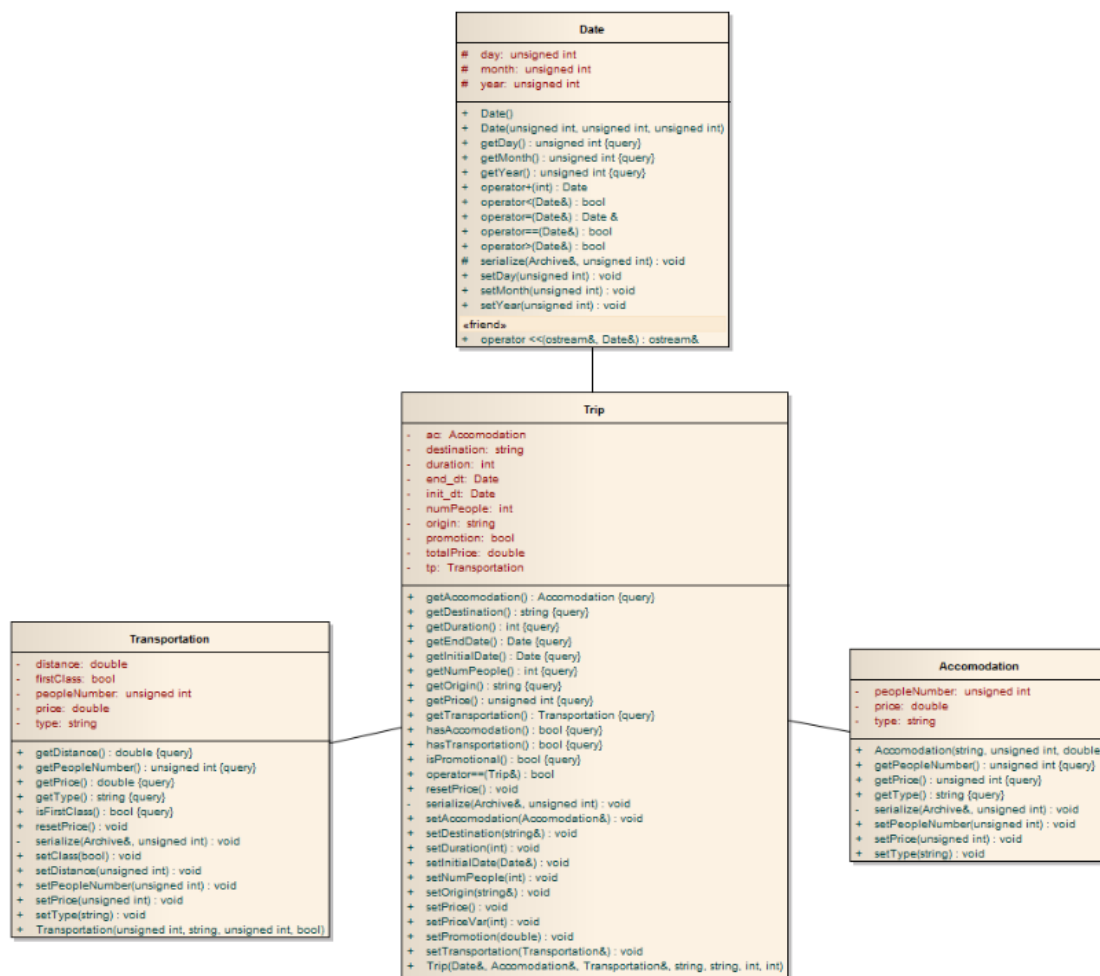 Date
# day: unsigned int
# month: unsigned int
# year: unsigned int
+ Date()
+ Date(unsigned int, unsigned int, unsigned int)
+ getDay() : unsigned int {query}
+ getMonth() : unsigned int {query}
+ getYear() : unsigned int {query}
+ operator+(int) : Date
+ operator<(Date&) : bool
+ operator=(Date&) : Date &
+ operator==(Date&) : bool
+ operator>(Date&) : bool
# serialize(Archive&, unsigned int) : void
+ setDay(unsigned int) : void
+ setMonth(unsigned int) : void
+ setYear(unsigned int) : void
«friend»
+ operator <<(ostream&, Date&) : ostream&
Trip
- ac: Accomodation
- destination: string
- duration: int
- end_dt: Date
- init_dt: Date
- numPeople: int
- origin: string
- promotion: bool
- totalPrice: double
- tp: Transportation
+ getAccomodation() : Accomodation {query}
+ getDestination() : string {query}
+ getDuration() : int {query}
+ getEndDate() : Date {query}
+ getInitialDate() : Date {query}
+ getNumPeople() : int {query}
+ getOrigin() : string {query}
+ getPrice() : unsigned int {query}
+ getTransportation() : Transportation {query}
+ hasAccomodation() : bool {query}
+ hasTransportation() : bool {query}
+ isPromotional() : bool {query}
+ operator==(Trip&) : bool
+ resetPrice() : void
- serialize(Archive&, unsigned int) : void
+ setAccomodation(Accomodation&) : void
+ setDestination(string&) : void
+ setDuration(int) : void
+ setInitialDate(Date&) : void
+ setNumPeople(int) : void
+ setOrigin(string&) : void
+ setPrice() : void
+ setPriceVar(int) : void
+ setPromotion(double) : void
+ setTransportation(Transportation&) : void
+ Trip(Date&, Accomodation&, Transportation&, string, string, int, int)
Transportation
- distance: double
- firstClass: bool
- peopleNumber: unsigned int
- price: double
- type: string
+ getDistance() : double {query}
+ getPeopleNumber() : unsigned int {query}
+ getPrice() : double {query}
+ getType() : string {query}
+ isFirstClass() : bool {query}
+ resetPrice() : void
- serialize(Archive&, unsigned int) : void
+ setClass(bool) : void
+ setDistance(unsigned int) : void
+ setPeopleNumber(unsigned int) : void
+ setPrice(unsigned int) : void
+ setType(string) : void
+ Transportation(unsigned int, string, unsigned int, bool)
Accomodation
- peopleNumber: unsigned int
- price: double
- type: string
+ Accomodation(string, unsigned int, double
+ getPeopleNumber() : unsigned int {query}
+ getPrice() : unsigned int {query}
+ getType() : string {query}
- serialize(Archive&, unsigned int) : void
+ setPeopleNumber(unsigned int) : void
+ setPrice(unsigned int) : void
+ setType(string) : void